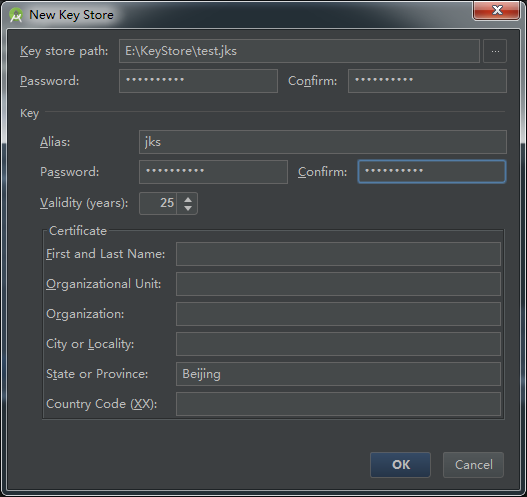 New Key Store
Key store path: E:\KeyStore\test.jks ...
Password: •••••••••• Confirm: ••••••••••
Key
Alias: jks
Password: •••••••••• Confirm: ••••••••••
Validity (years): 25
Certificate
First and Last Name:
Organizational Unit:
Organization:
City or Locality:
State or Province: Beijing
Country Code (XX):
OK Cancel